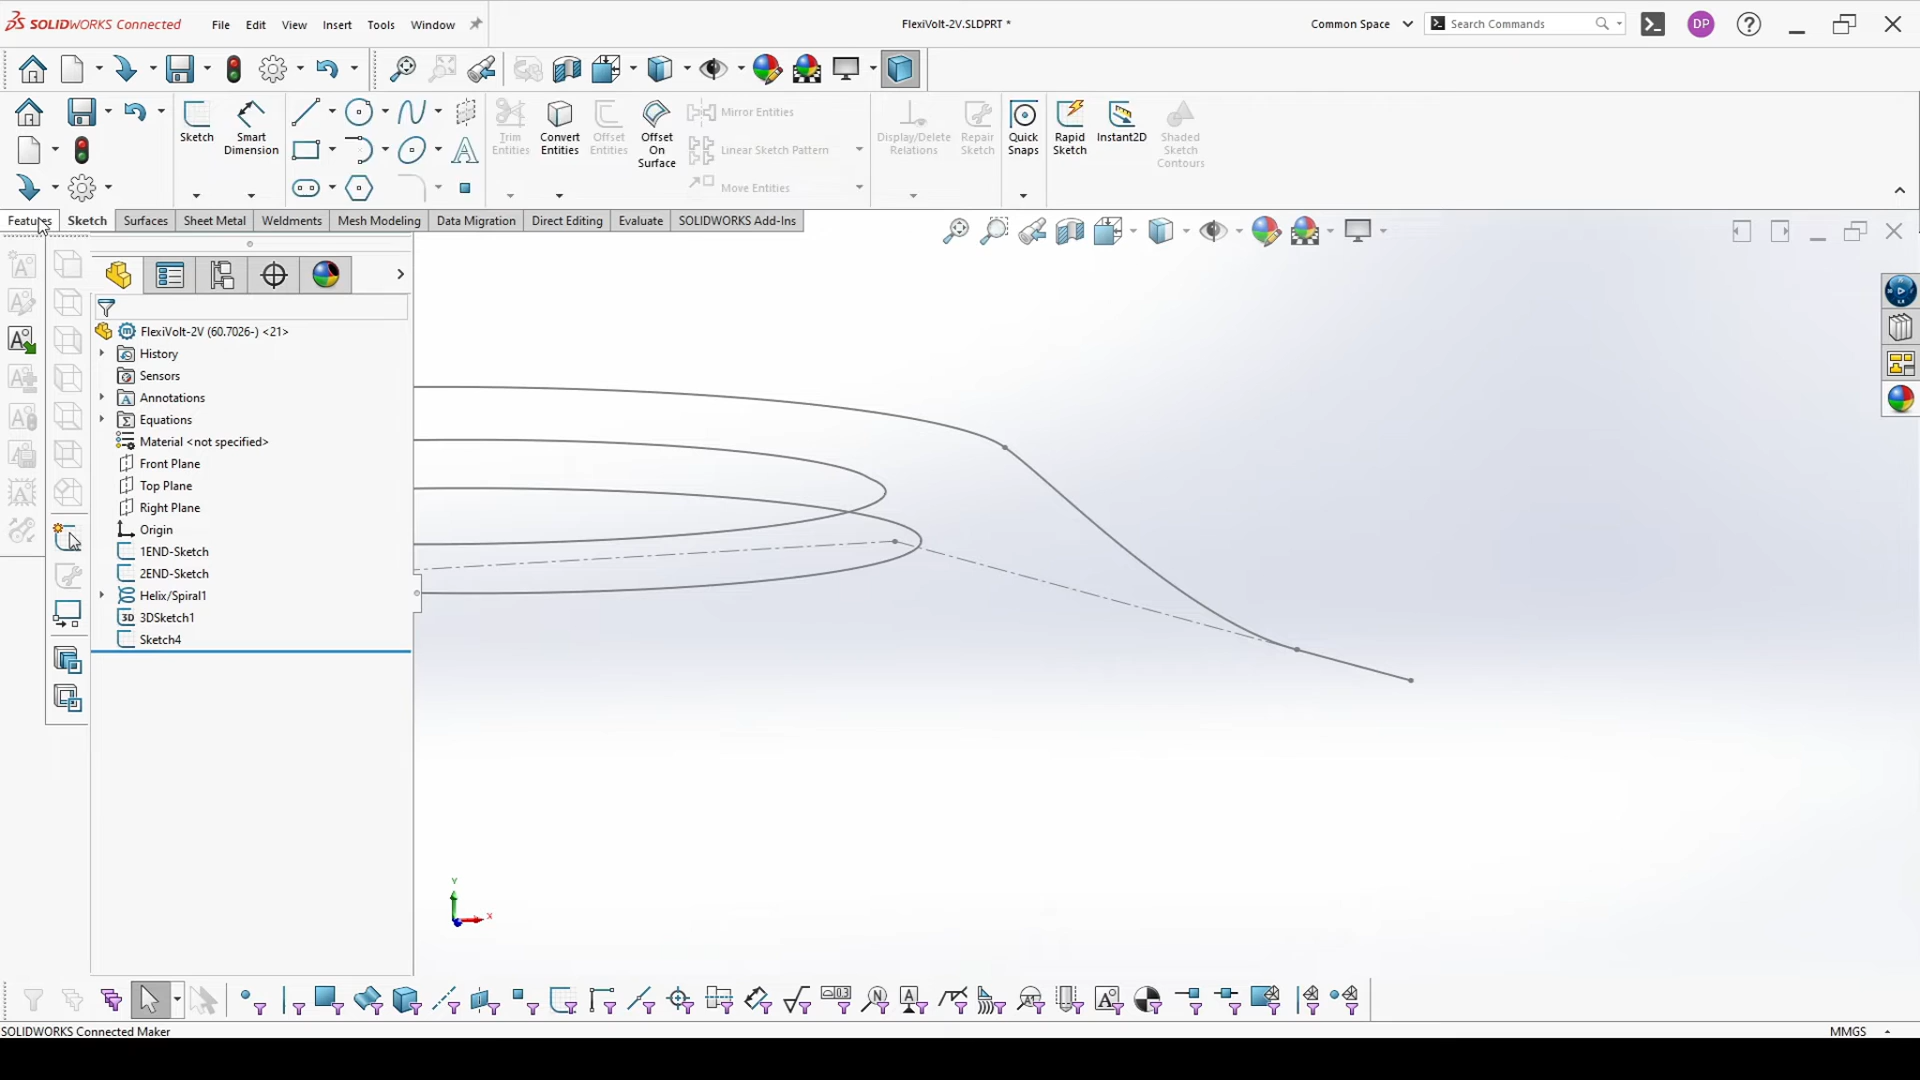 SOLIDWORKS Connected File Edit View Insert Tools Window FlexiVolt-2V.SLDPRT * Common Space Search Commands DP
Sketch Smart Dimension Trim Entities Convert Entities Offset Entities Offset On Surface Mirror Entities Linear Sketch Pattern Move Entities Display/Delete Relations Repair Sketch Quick Snaps Rapid Sketch Instant2D Shaded Sketch Contours
Features Sketch Surfaces Sheet Metal Weldments Mesh Modeling Data Migration Direct Editing Evaluate SOLIDWORKS Add-Ins
FlexiVolt-2V (60.7026-) <21>
History
Sensors
Annotations
Equations
Material <not specified>
Front Plane
Top Plane
Right Plane
Origin
1END-Sketch
2END-Sketch
Helix/Spiral1
3D 3DSketch1
Sketch4
Y
X
SOLIDWORKS Connected Maker MMGS